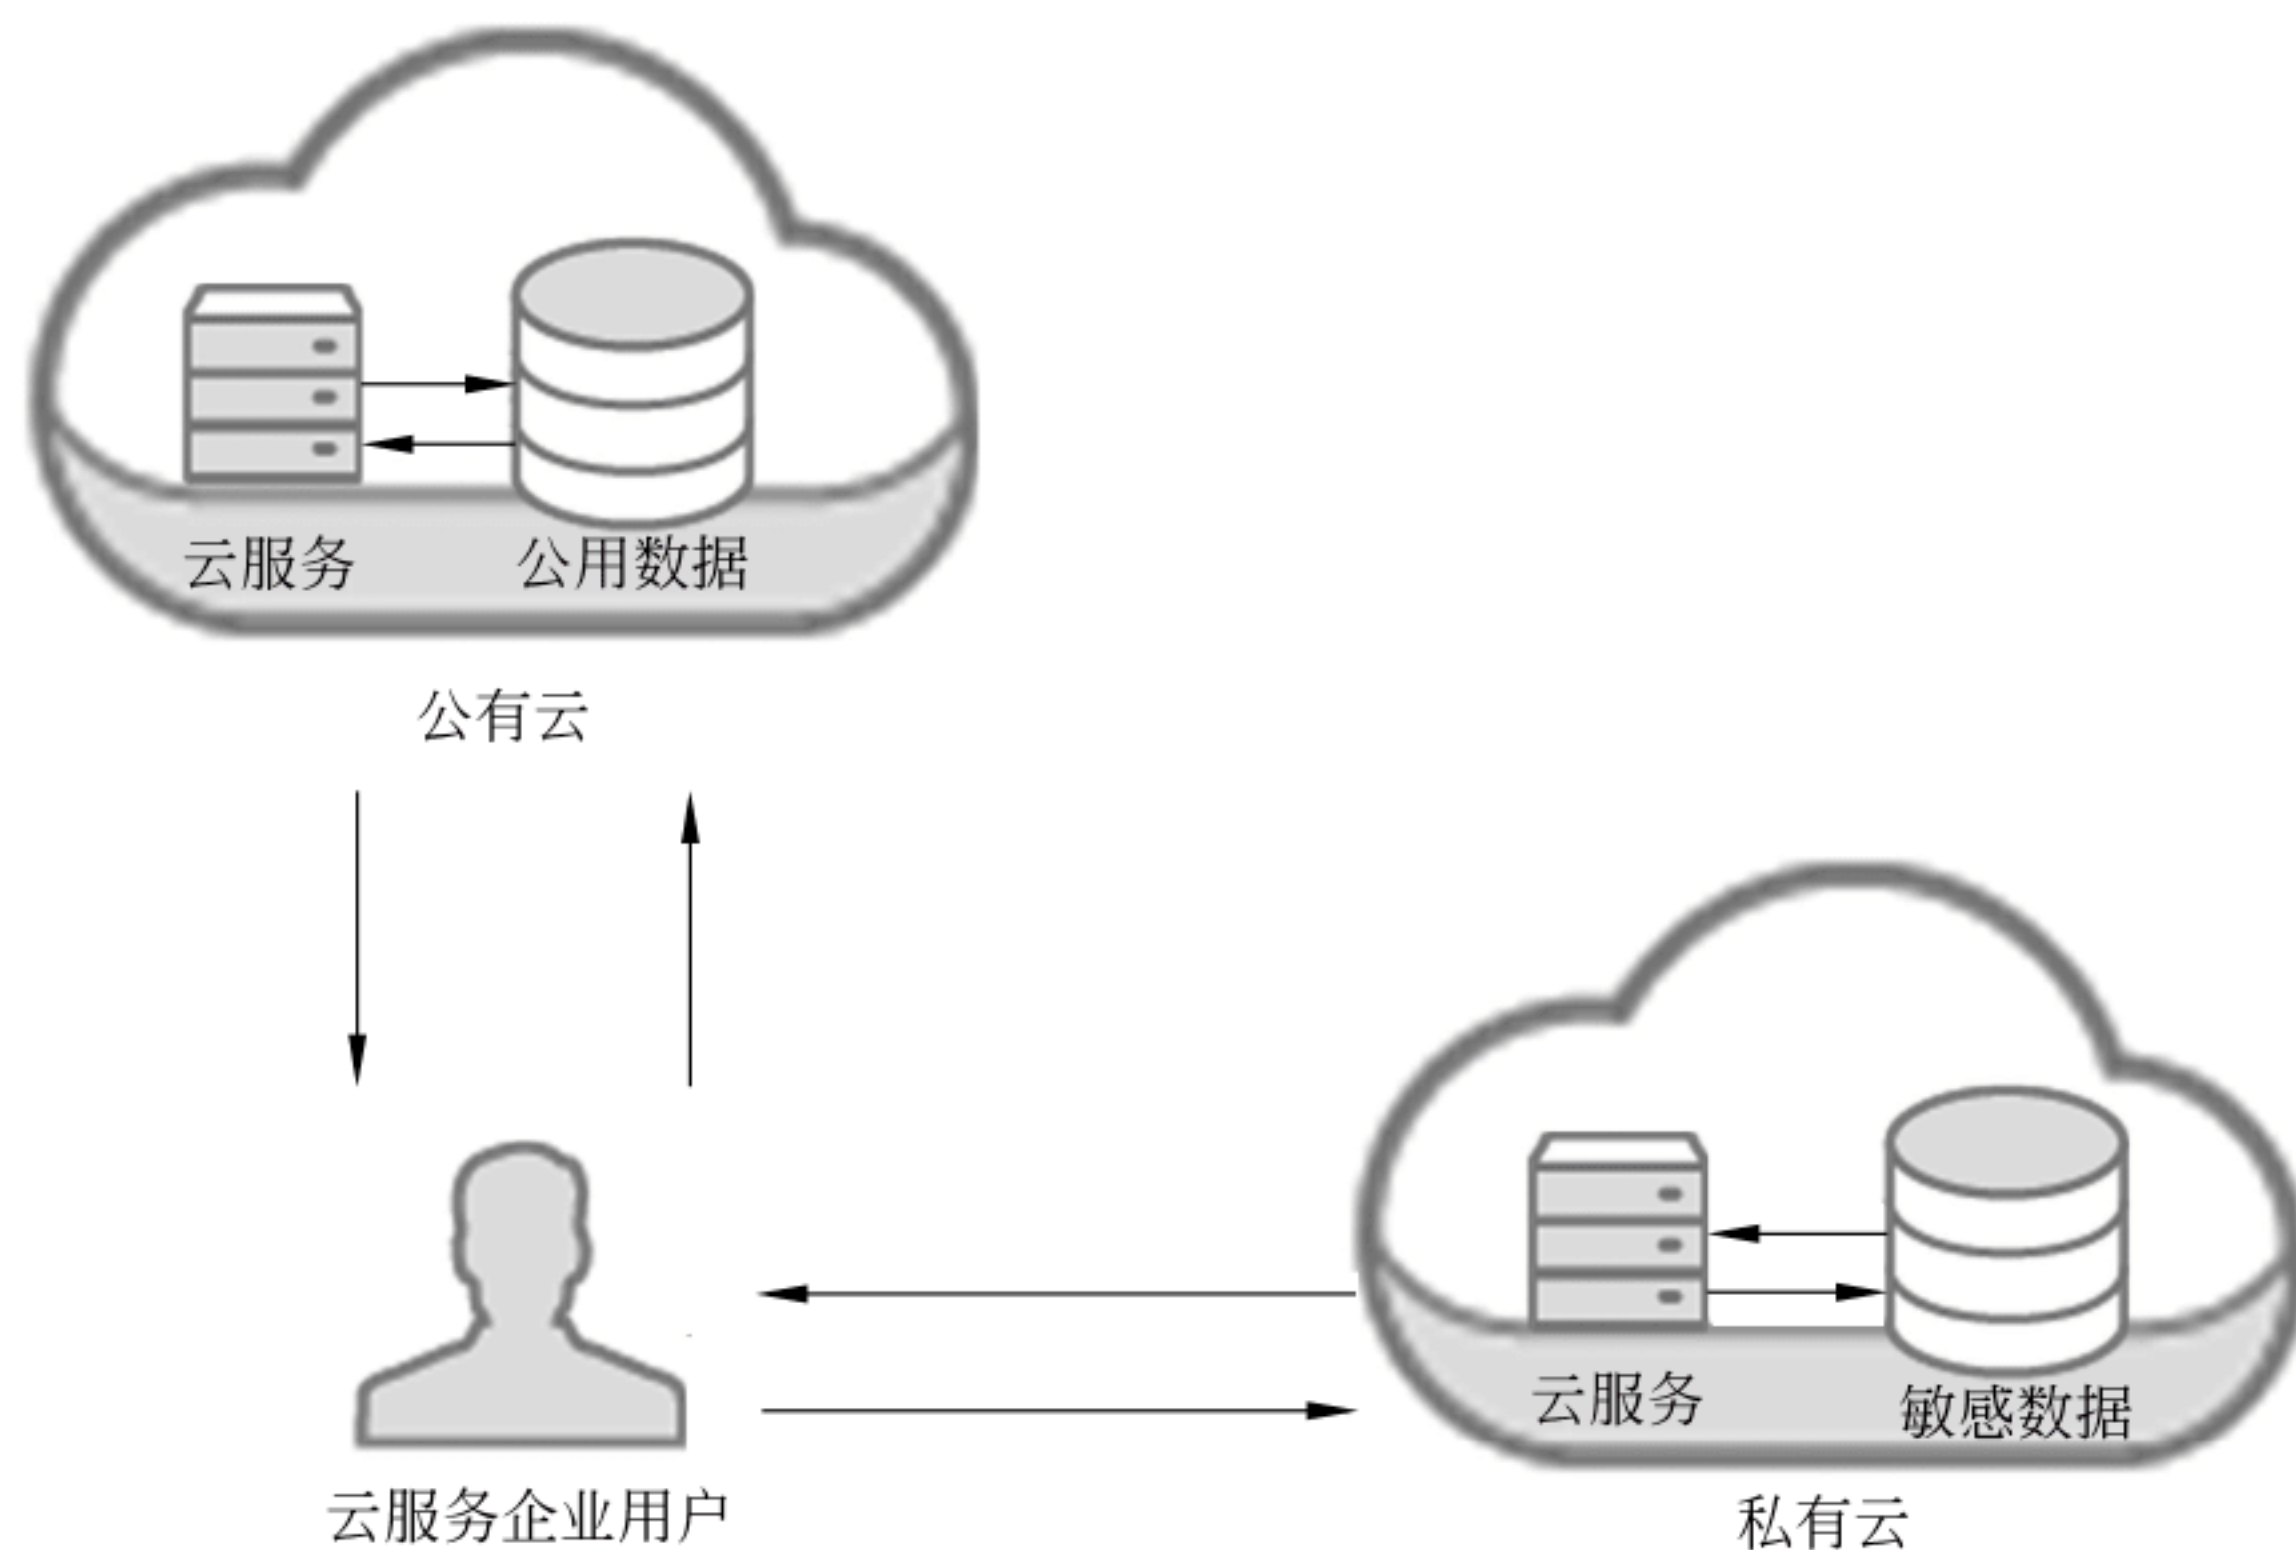 云服务
公用数据
公有云
云服务
敏感数据
云服务企业用户
私有云